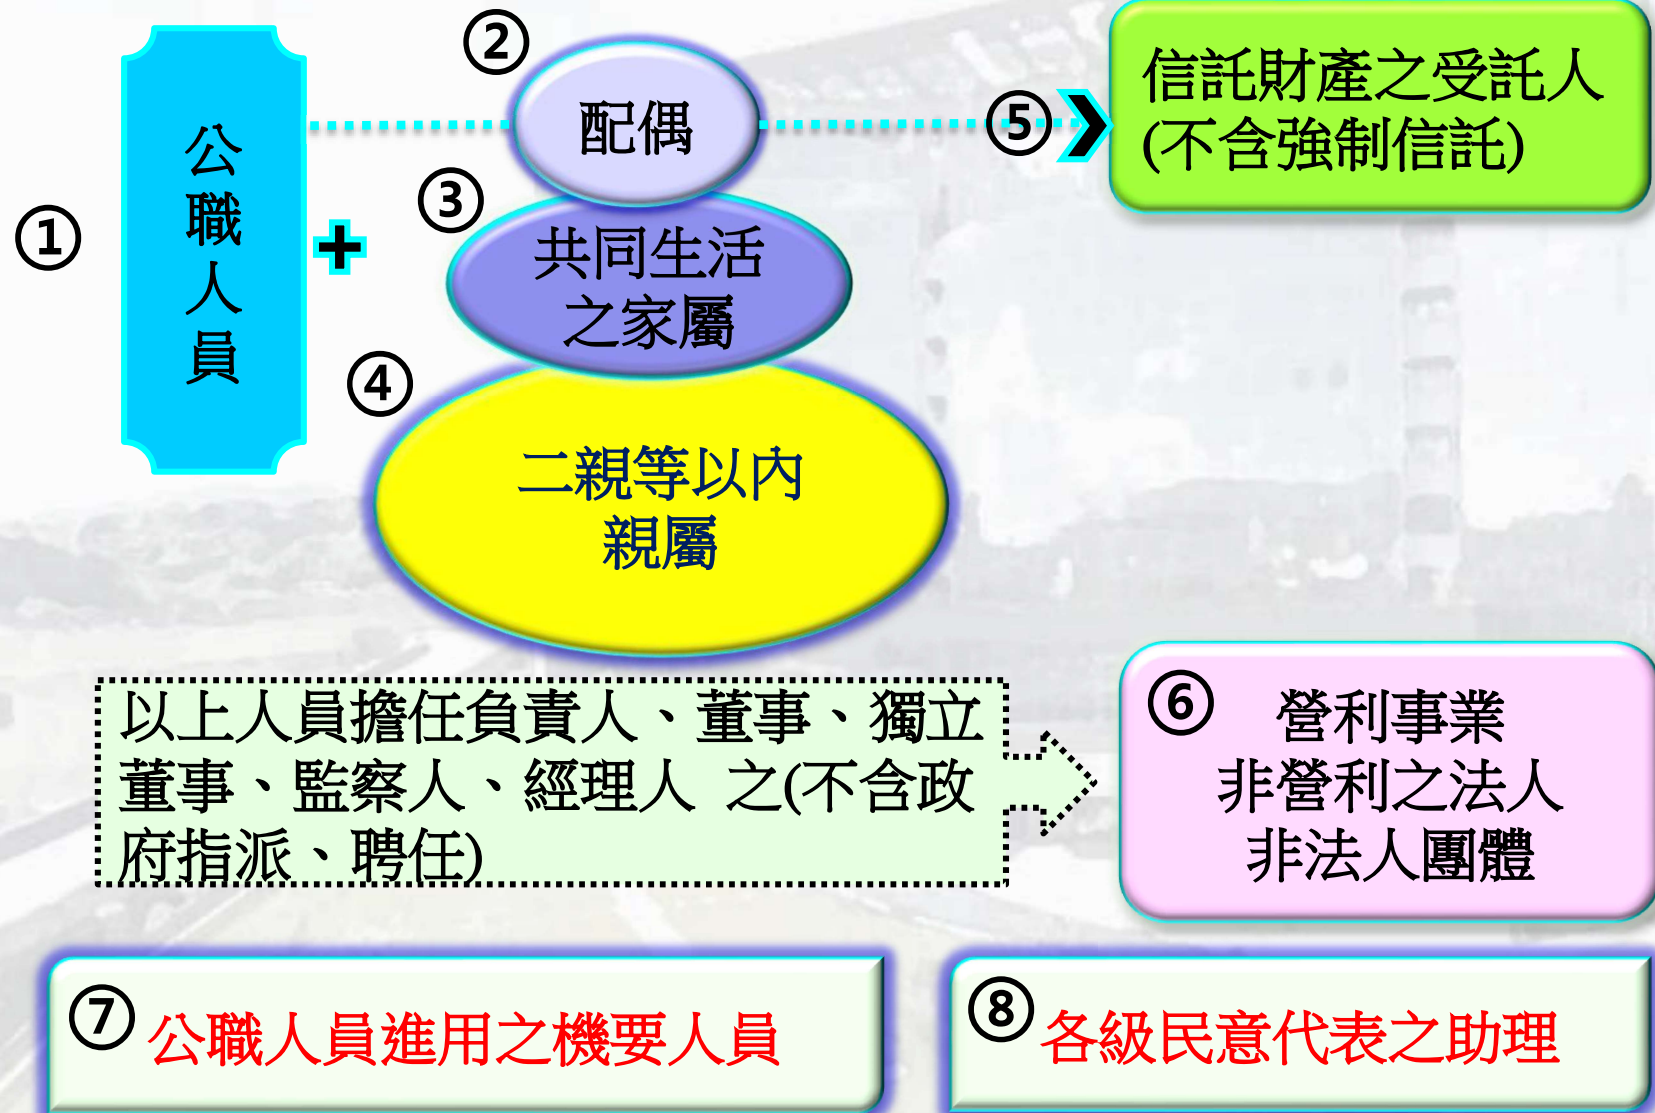 ①
公
職
人
員
②
配偶
③
共同生活
之家屬
④
二親等以內
親屬
⑤
信託財產之受託人
(不含強制信託)
以上人員擔任負責人、董事、獨立
董事、監察人、經理人 之(不含政
府指派、聘任)
⑥ 營利事業
非營利之法人
非法人團體
⑦ 公職人員進用之機要人員
⑧ 各級民意代表之助理